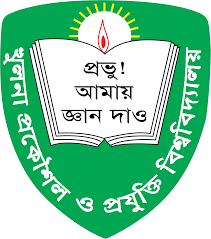 প্রভু!
আমায়
জ্ঞান দাও
খুলনা প্রকৌশল ও প্রযুক্তি বিশ্ববিদ্যালয়